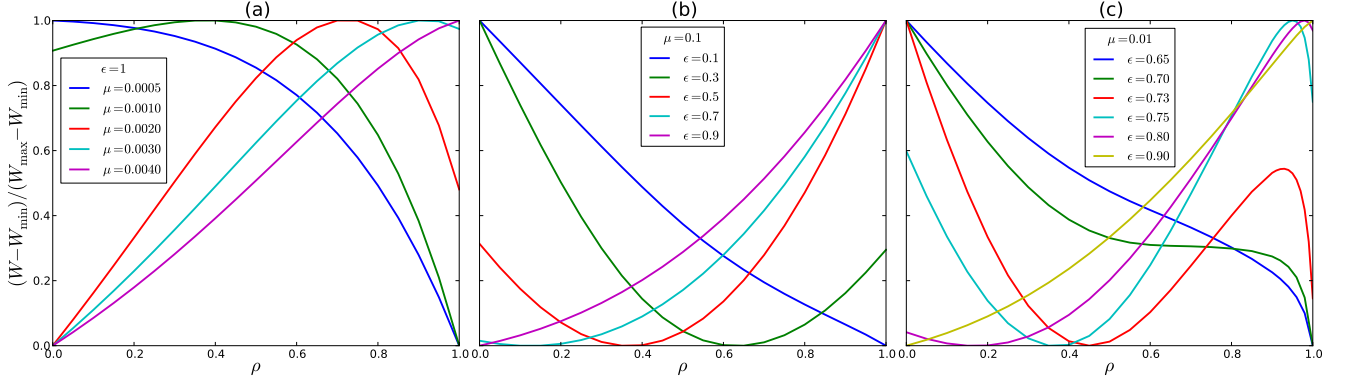 (a)
(W−W_min)/(W_max−W_min)
1.0
0.8
0.6
0.4
0.2
0.0
ϵ=1
μ=0.0005
μ=0.0010
μ=0.0020
μ=0.0030
μ=0.0040
0.0 0.2 0.4 0.6 0.8 1.0
ρ
(b)
μ=0.1
ϵ=0.1
ϵ=0.3
ϵ=0.5
ϵ=0.7
ϵ=0.9
0.0 0.2 0.4 0.6 0.8 1.0
ρ
(c)
μ=0.01
ϵ=0.65
ϵ=0.70
ϵ=0.73
ϵ=0.75
ϵ=0.80
ϵ=0.90
0.0 0.2 0.4 0.6 0.8 1.0
ρ